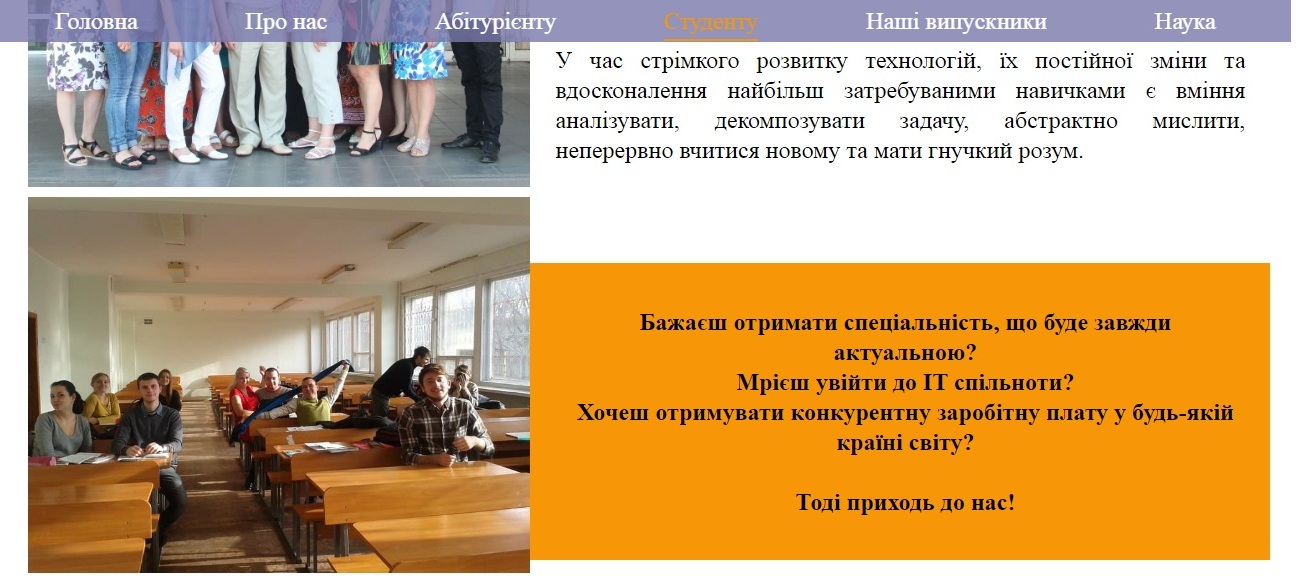 Головна Про нас Абітурієнту Студенту Наші випускники Наука
У час стрімкого розвитку технологій, їх постійної зміни та
вдосконалення найбільш затребуваними навичками є вміння
аналізувати, декомпозувати задачу, абстрактно мислити,
неперервно вчитися новому та мати гнучкий розум.
Бажаєш отримати спеціальність, що буде завжди
актуальною?
Мрієш увійти до ІТ спільноти?
Хочеш отримувати конкурентну заробітну плату у будь-якій
країні світу?
Тоді приходь до нас!